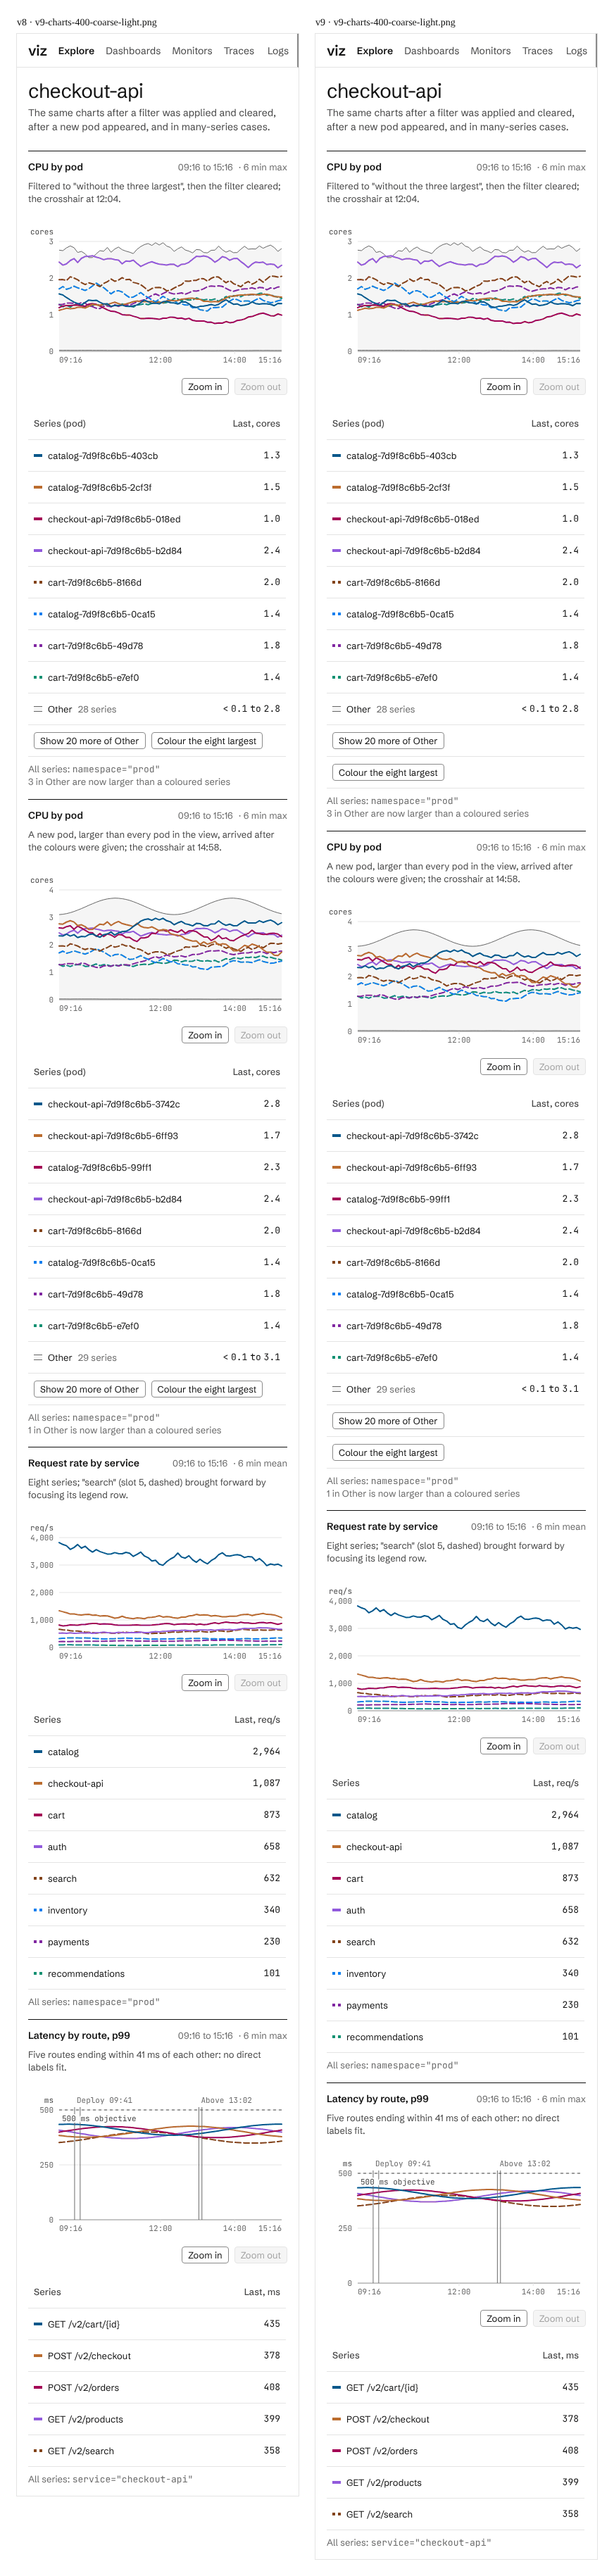 v8 · v9-charts-400-coarse-light.png
viz Explore Dashboards Monitors Traces Logs
checkout-api
The same charts after a filter was applied and cleared,
after a new pod appeared, and in many-series cases.
CPU by pod 09:16 to 15:16 · 6 min max
Filtered to "without the three largest", then the filter cleared;
the crosshair at 12:04.
cores
3
2
1
0
09:16 12:00 14:00 15:16
Zoom in Zoom out
Series (pod) Last, cores
catalog-7d9f8c6b5-403cb 1.3
catalog-7d9f8c6b5-2cf3f 1.5
checkout-api-7d9f8c6b5-018ed 1.0
checkout-api-7d9f8c6b5-b2d84 2.4
cart-7d9f8c6b5-8166d 2.0
catalog-7d9f8c6b5-0ca15 1.4
cart-7d9f8c6b5-49d78 1.8
cart-7d9f8c6b5-e7ef0 1.4
Other 28 series < 0.1 to 2.8
Show 20 more of Other Colour the eight largest
All series: namespace="prod"
3 in Other are now larger than a coloured series
CPU by pod 09:16 to 15:16 · 6 min max
A new pod, larger than every pod in the view, arrived after
the colours were given; the crosshair at 14:58.
cores
4
3
2
1
0
09:16 12:00 14:00 15:16
Zoom in Zoom out
Series (pod) Last, cores
checkout-api-7d9f8c6b5-3742c 2.8
checkout-api-7d9f8c6b5-6ff93 1.7
catalog-7d9f8c6b5-99ff1 2.3
checkout-api-7d9f8c6b5-b2d84 2.4
cart-7d9f8c6b5-8166d 2.0
catalog-7d9f8c6b5-0ca15 1.4
cart-7d9f8c6b5-49d78 1.8
cart-7d9f8c6b5-e7ef0 1.4
Other 29 series < 0.1 to 3.1
Show 20 more of Other Colour the eight largest
All series: namespace="prod"
1 in Other is now larger than a coloured series
Request rate by service 09:16 to 15:16 · 6 min mean
Eight series; "search" (slot 5, dashed) brought forward by
focusing its legend row.
req/s
4,000
3,000
2,000
1,000
0
09:16 12:00 14:00 15:16
Zoom in Zoom out
Series Last, req/s
catalog 2,964
checkout-api 1,087
cart 873
auth 658
search 632
inventory 340
payments 230
recommendations 101
All series: namespace="prod"
Latency by route, p99 09:16 to 15:16 · 6 min max
Five routes ending within 41 ms of each other: no direct
labels fit.
ms Deploy 09:41 Above 13:02
500
500 ms objective
250
0
09:16 12:00 14:00 15:16
Zoom in Zoom out
Series Last, ms
GET /v2/cart/{id} 435
POST /v2/checkout 378
POST /v2/orders 408
GET /v2/products 399
GET /v2/search 358
All series: service="checkout-api"
v9 · v9-charts-400-coarse-light.png
viz Explore Dashboards Monitors Traces Logs
checkout-api
The same charts after a filter was applied and cleared,
after a new pod appeared, and in many-series cases.
CPU by pod 09:16 to 15:16 · 6 min max
Filtered to "without the three largest", then the filter cleared;
the crosshair at 12:04.
cores
3
2
1
0
09:16 12:00 14:00 15:16
Zoom in Zoom out
Series (pod) Last, cores
catalog-7d9f8c6b5-403cb 1.3
catalog-7d9f8c6b5-2cf3f 1.5
checkout-api-7d9f8c6b5-018ed 1.0
checkout-api-7d9f8c6b5-b2d84 2.4
cart-7d9f8c6b5-8166d 2.0
catalog-7d9f8c6b5-0ca15 1.4
cart-7d9f8c6b5-49d78 1.8
cart-7d9f8c6b5-e7ef0 1.4
Other 28 series < 0.1 to 2.8
Show 20 more of Other
Colour the eight largest
All series: namespace="prod"
3 in Other are now larger than a coloured series
CPU by pod 09:16 to 15:16 · 6 min max
A new pod, larger than every pod in the view, arrived after
the colours were given; the crosshair at 14:58.
cores
4
3
2
1
0
09:16 12:00 14:00 15:16
Zoom in Zoom out
Series (pod) Last, cores
checkout-api-7d9f8c6b5-3742c 2.8
checkout-api-7d9f8c6b5-6ff93 1.7
catalog-7d9f8c6b5-99ff1 2.3
checkout-api-7d9f8c6b5-b2d84 2.4
cart-7d9f8c6b5-8166d 2.0
catalog-7d9f8c6b5-0ca15 1.4
cart-7d9f8c6b5-49d78 1.8
cart-7d9f8c6b5-e7ef0 1.4
Other 29 series < 0.1 to 3.1
Show 20 more of Other
Colour the eight largest
All series: namespace="prod"
1 in Other is now larger than a coloured series
Request rate by service 09:16 to 15:16 · 6 min mean
Eight series; "search" (slot 5, dashed) brought forward by
focusing its legend row.
req/s
4,000
3,000
2,000
1,000
0
09:16 12:00 14:00 15:16
Zoom in Zoom out
Series Last, req/s
catalog 2,964
checkout-api 1,087
cart 873
auth 658
search 632
inventory 340
payments 230
recommendations 101
All series: namespace="prod"
Latency by route, p99 09:16 to 15:16 · 6 min max
Five routes ending within 41 ms of each other: no direct
labels fit.
ms Deploy 09:41 Above 13:02
500
500 ms objective
250
0
09:16 12:00 14:00 15:16
Zoom in Zoom out
Series Last, ms
GET /v2/cart/{id} 435
POST /v2/checkout 378
POST /v2/orders 408
GET /v2/products 399
GET /v2/search 358
All series: service="checkout-api"